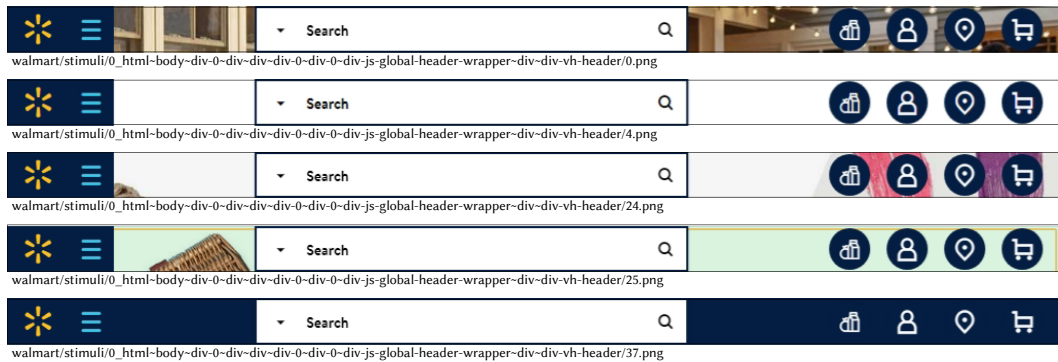 Search
walmart/stimuli/0_html~body~div-0~div~div~div-0~div-0~div-js-global-header-wrapper~div~div-vh-header/0.png
Search
walmart/stimuli/0_html~body~div-0~div~div~div-0~div-0~div-js-global-header-wrapper~div~div-vh-header/4.png
Search
walmart/stimuli/0_html~body~div-0~div~div~div-0~div-0~div-js-global-header-wrapper~div~div-vh-header/24.png
Search
walmart/stimuli/0_html~body~div-0~div~div~div-0~div-0~div-js-global-header-wrapper~div~div-vh-header/25.png
Search
walmart/stimuli/0_html~body~div-0~div~div~div-0~div-0~div-js-global-header-wrapper~div~div-vh-header/37.png